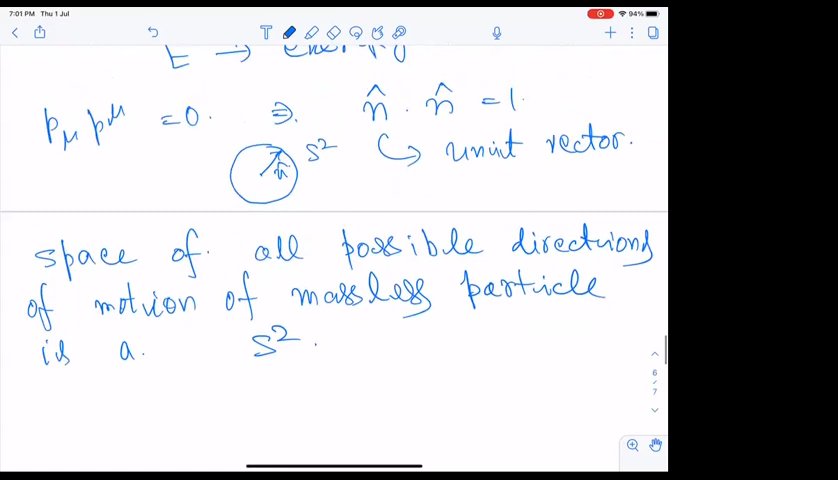 7:01 PM Thu 1 Jul
94%
E → energy
pμ p^μ = 0. ⇒ n̂ . n̂ = 1.
n̂ S² ↪ unit vector.
space of all possible directions
of motion of massless particle
is a. S².
6
7